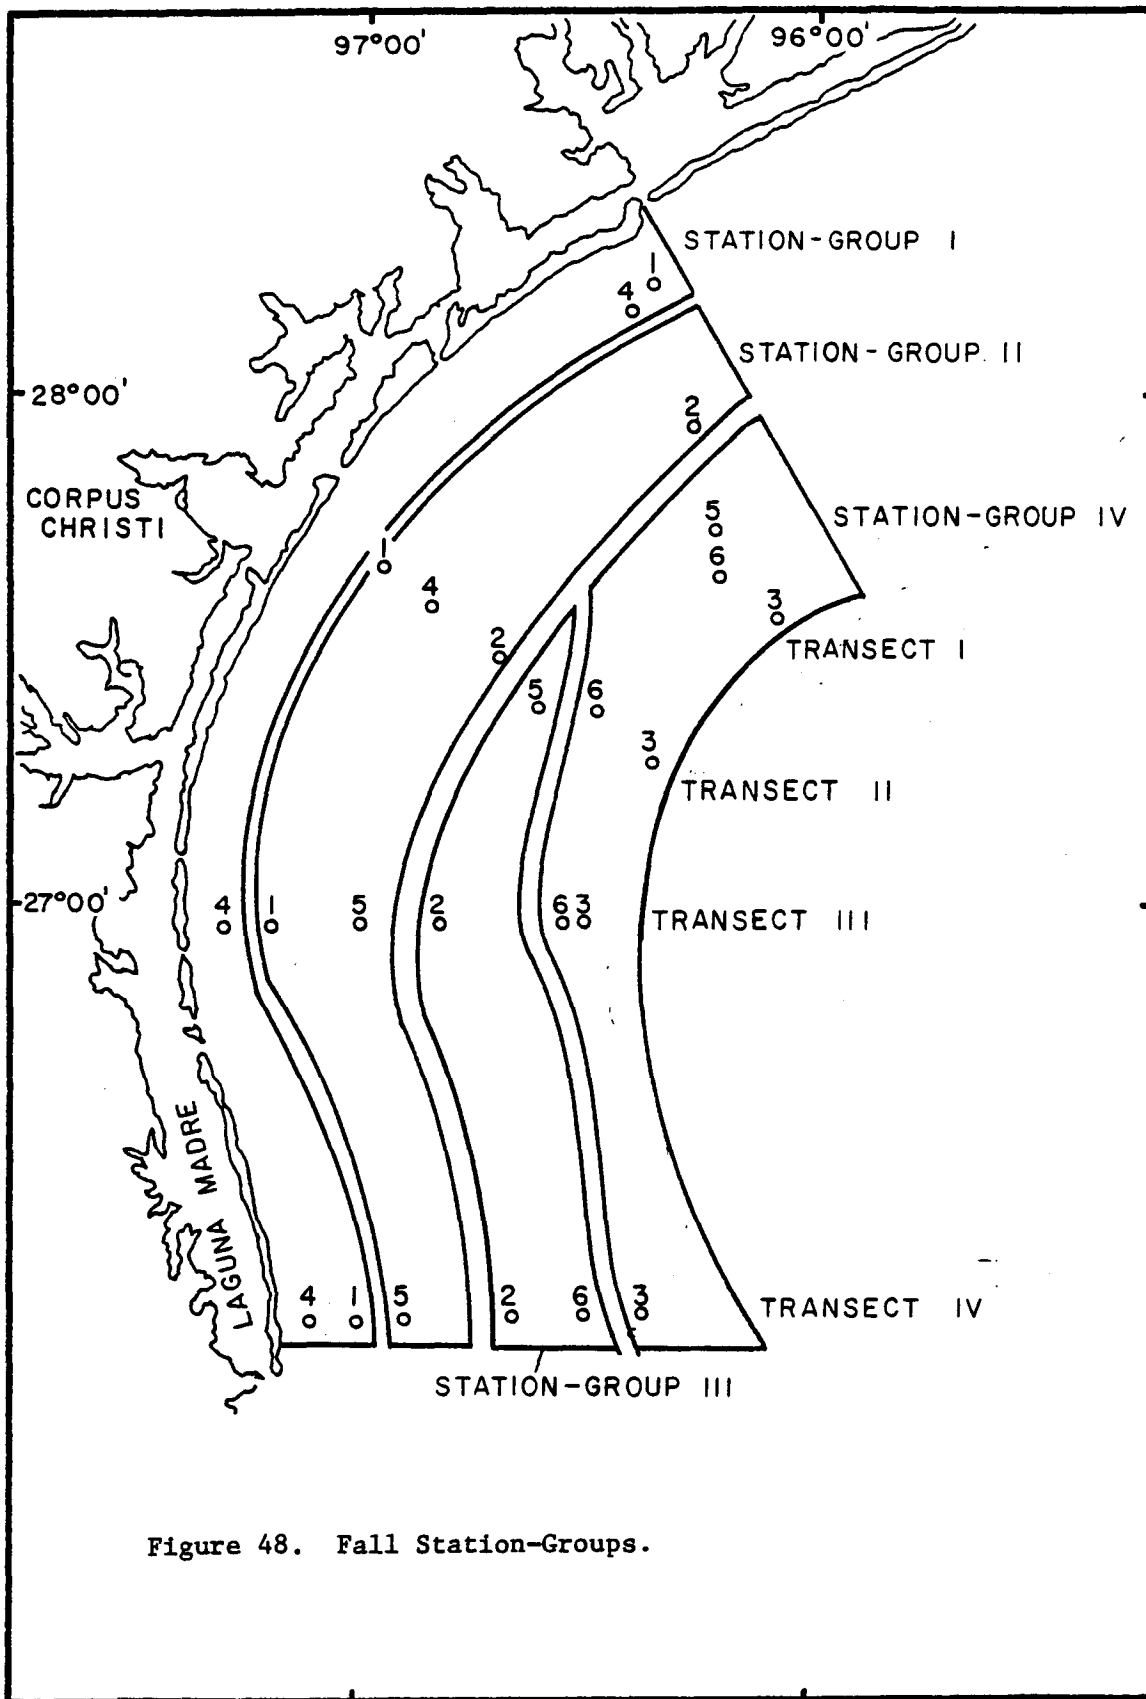 97°00'
96°00'
STATION-GROUP I
1
4
STATION-GROUP II
28°00'
2
CORPUS
CHRISTI
STATION-GROUP IV
5
1
6
4
3
2
TRANSECT I
5
6
3
TRANSECT II
27°00'
4
1
5
2
6
3
TRANSECT III
LAGUNA MADRE
4
1
5
2
6
3
TRANSECT IV
STATION-GROUP III
Figure 48. Fall Station-Groups.